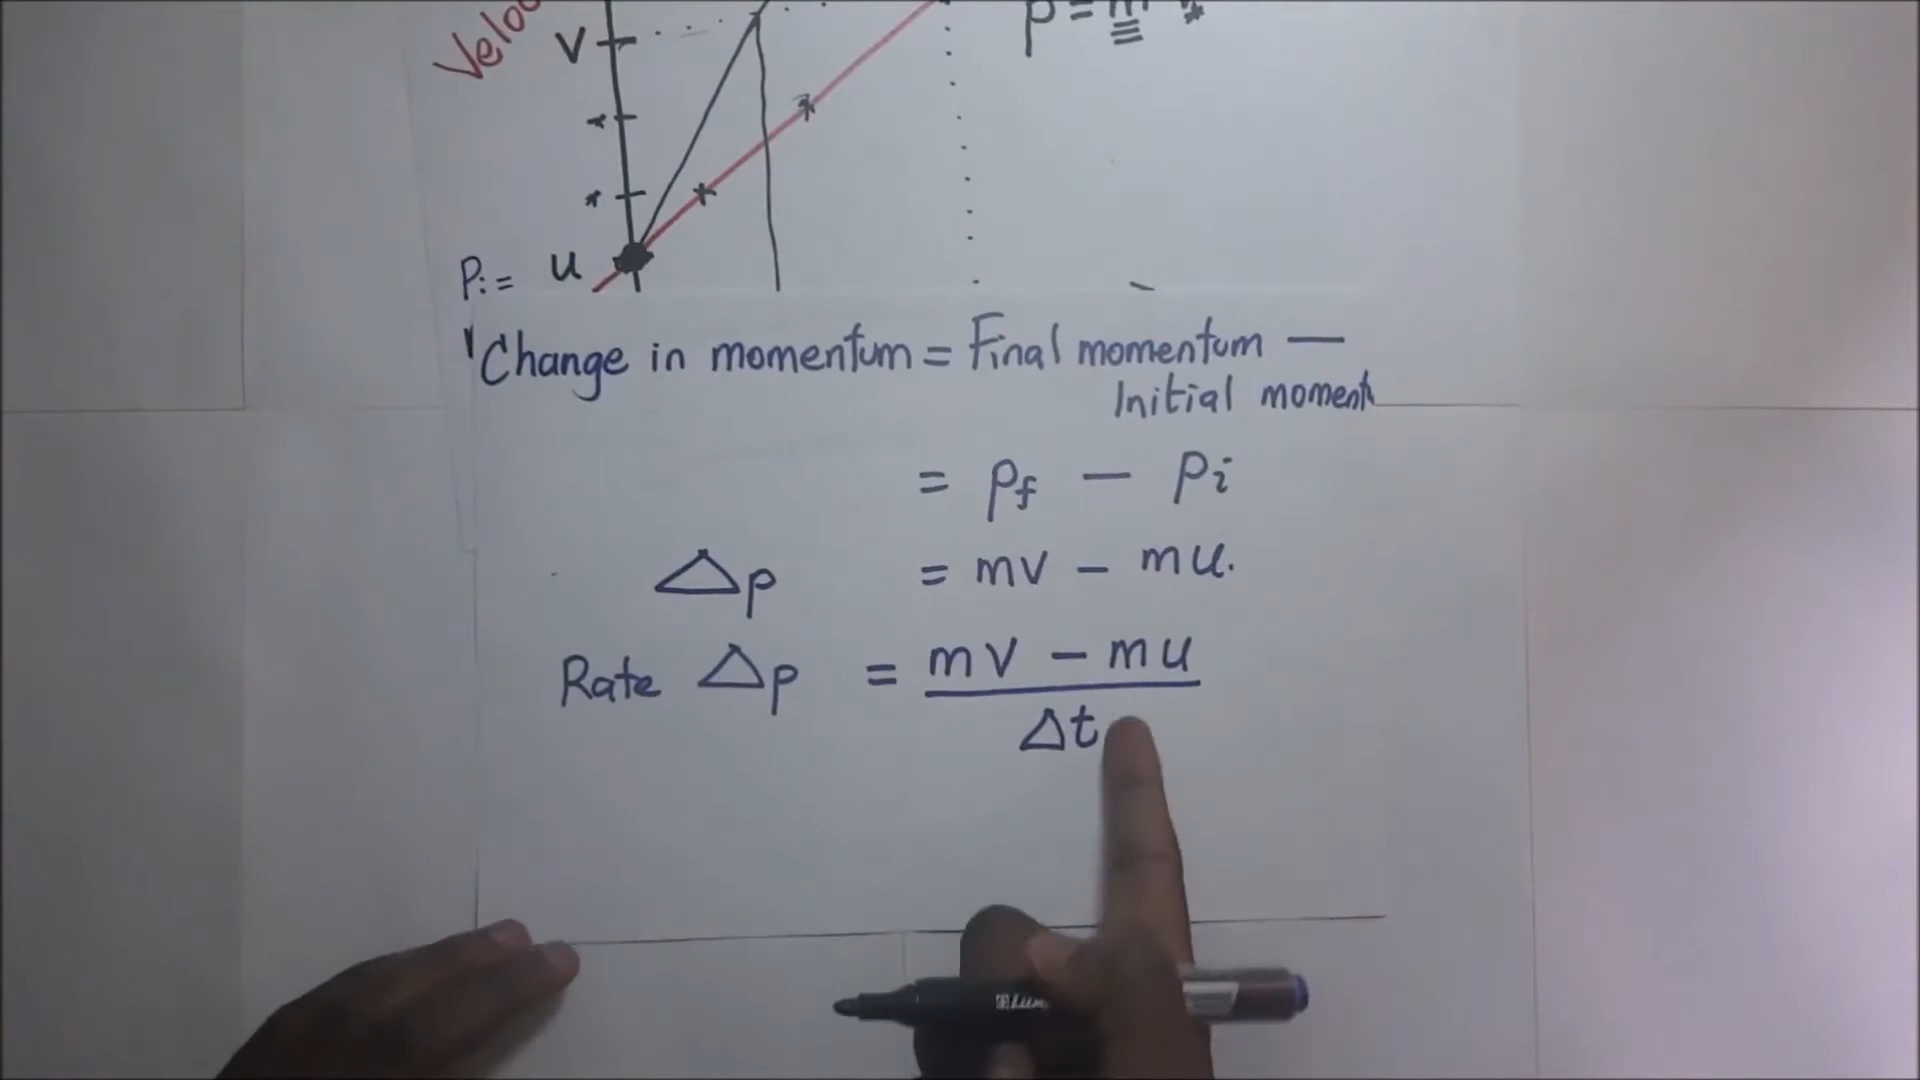 Velo
V
p = m
Pi = u
Change in momentum = Final momentum —
Initial moment
= pf − pi
Δp = mv − mu.
Rate Δp = mv − mu
Δt